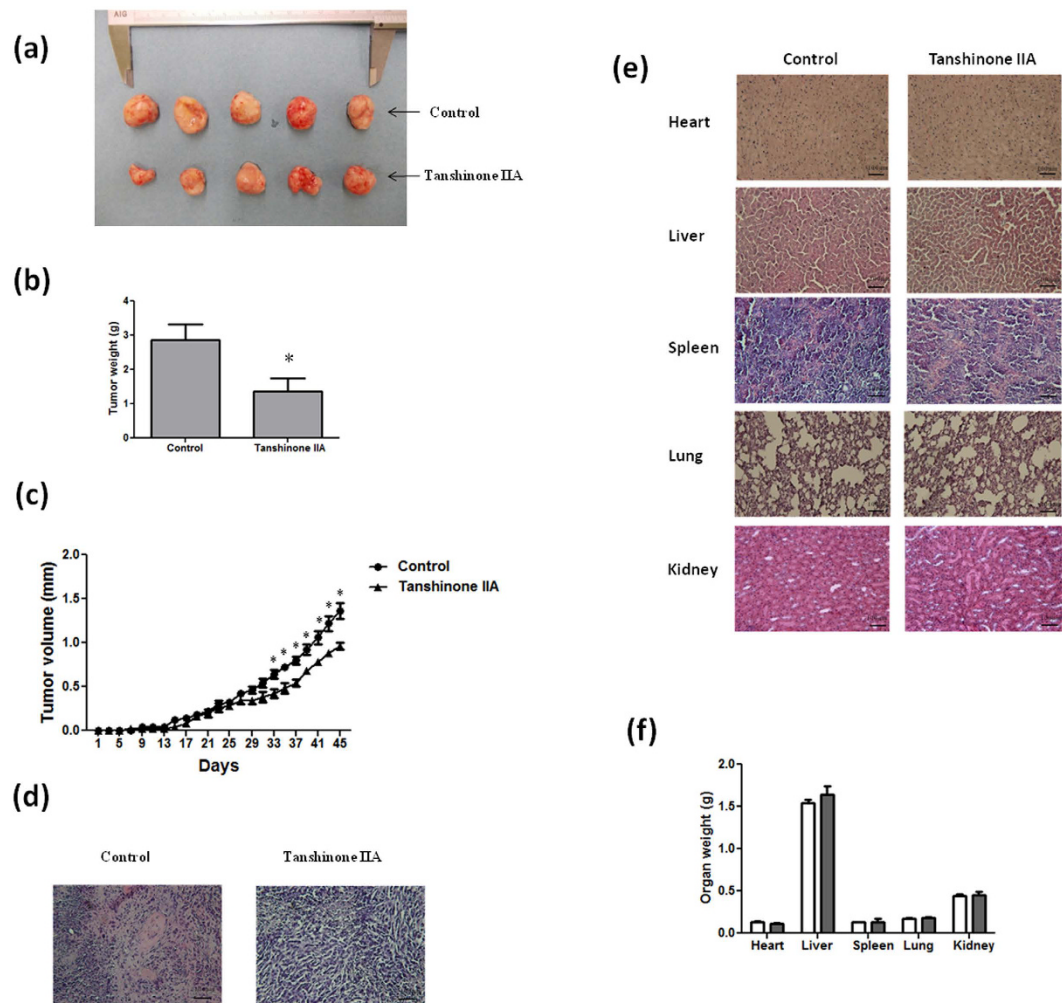 (a)
AIG
Control
Tanshinone IIA
(b)
Tumor weight (g)
4
3
2
1
0
*
Control
Tanshinone IIA
(c)
Tumor volume (mm)
2.0
1.5
1.0
0.5
0.0
Control
Tanshinone IIA
* * * * * * *
1 5 9 13 17 21 25 29 33 37 41 45
Days
(d)
Control
Tanshinone IIA
(e)
Control
Tanshinone IIA
Heart
Liver
Spleen
Lung
Kidney
(f)
Organ weight (g)
2.0
1.5
1.0
0.5
0.0
Heart Liver Spleen Lung Kidney